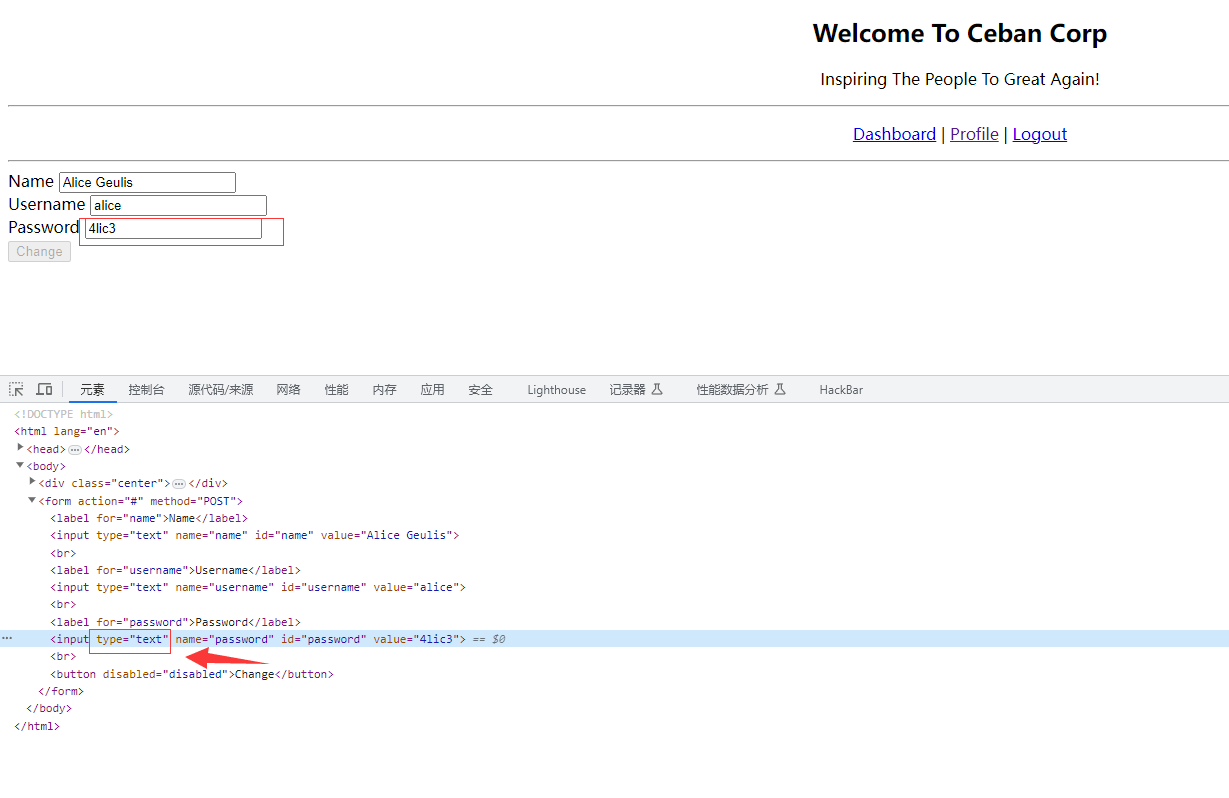 Welcome To Ceban Corp
Inspiring The People To Great Again!
Dashboard | Profile | Logout
Name Alice Geulis
Username alice
Password 4lic3
Change
元素 控制台 源代码/来源 网络 性能 内存 应用 安全 Lighthouse 记录器 性能数据分析 HackBar
<!DOCTYPE html>
<html lang="en">
<head>…</head>
<body>
<div class="center">…</div>
<form action="#" method="POST">
<label for="name">Name</label>
<input type="text" name="name" id="name" value="Alice Geulis">
<br>
<label for="username">Username</label>
<input type="text" name="username" id="username" value="alice">
<br>
<label for="password">Password</label>
<input type="text" name="password" id="password" value="4lic3"> == $0
<br>
<button disabled="disabled">Change</button>
</form>
</body>
</html>